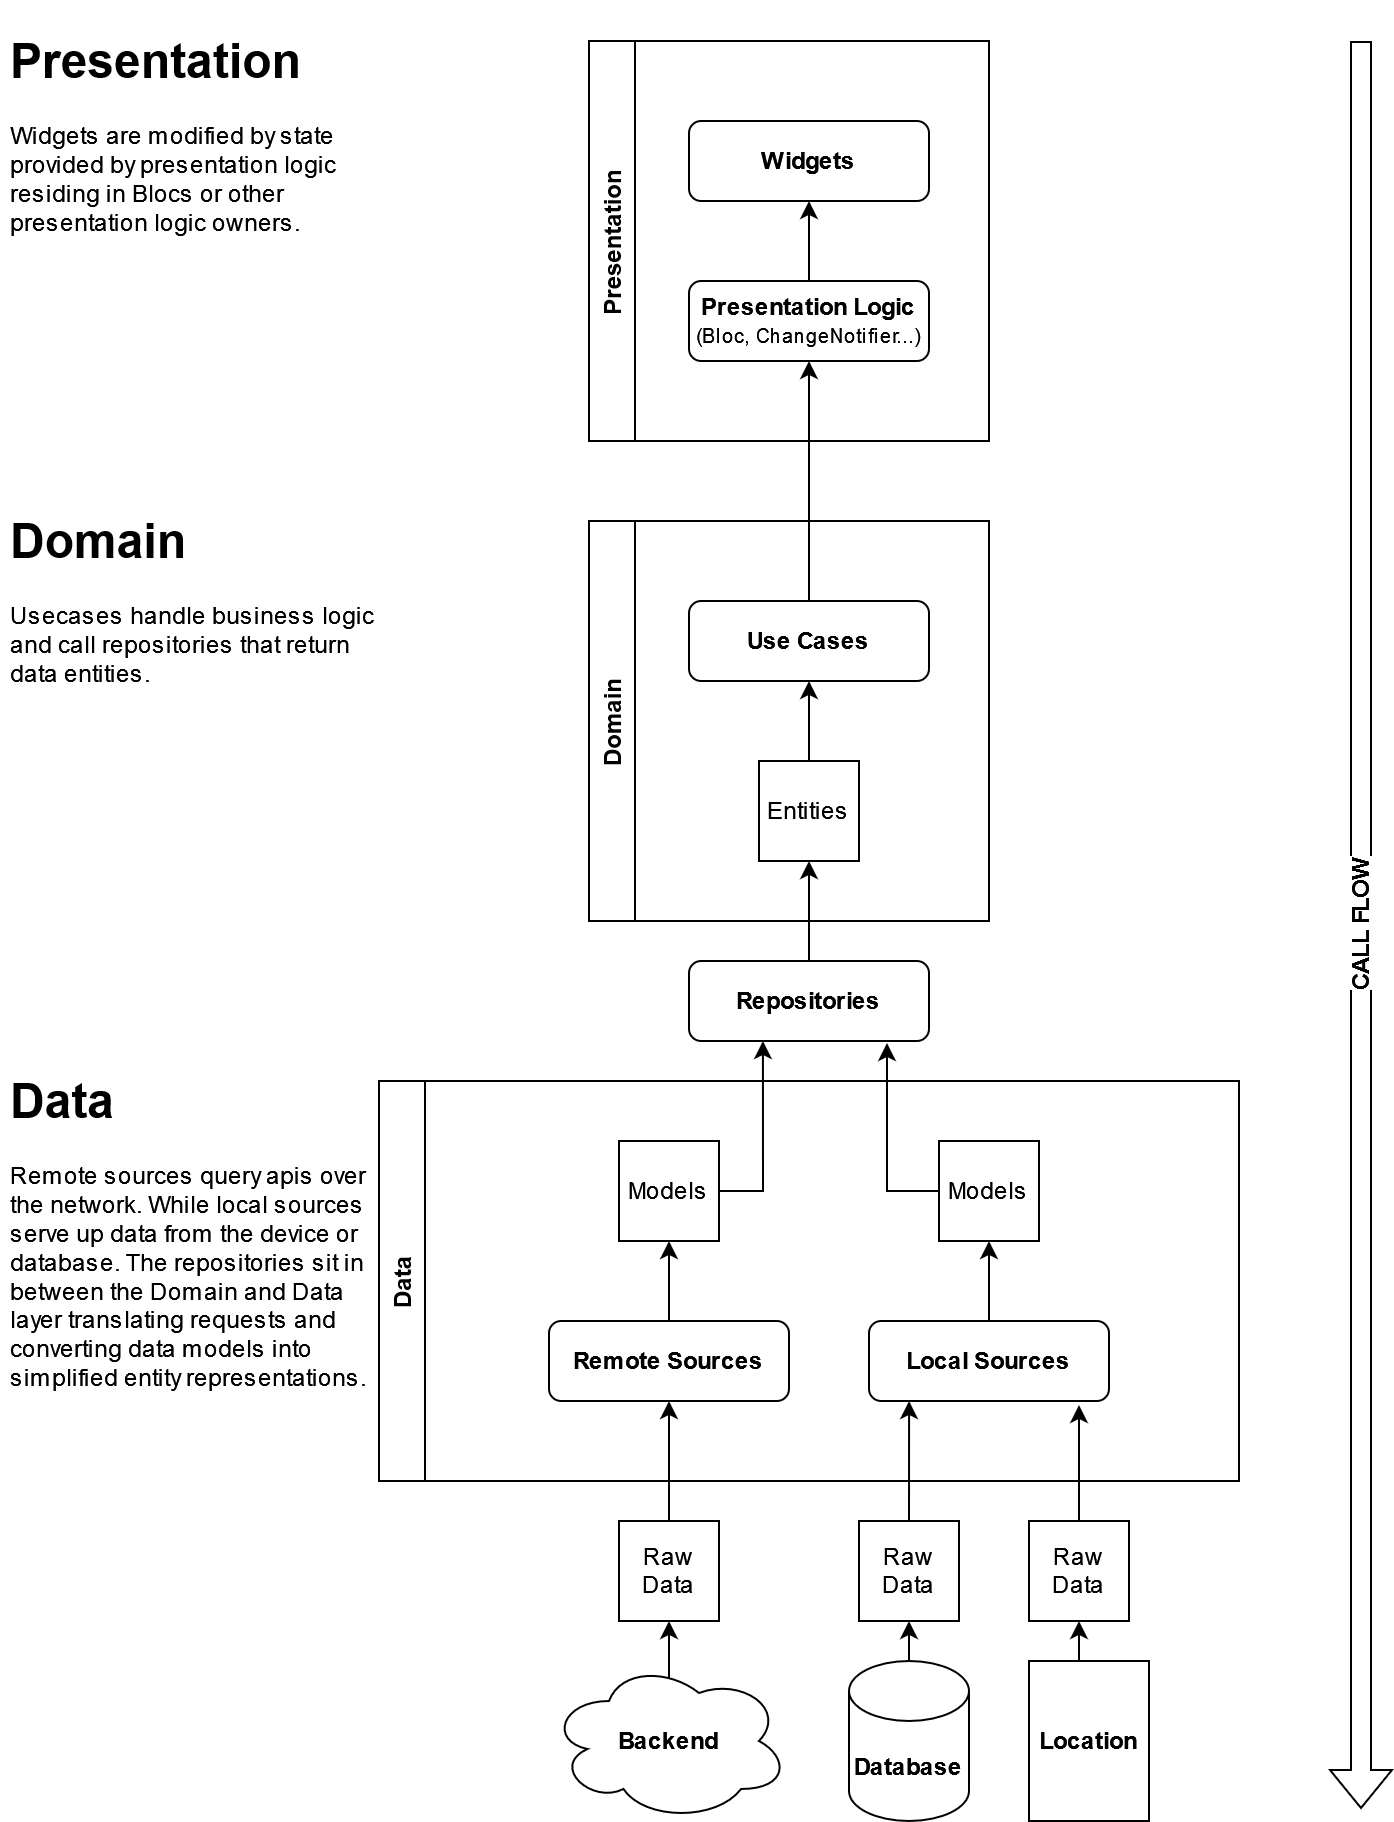 Presentation
Widgets are modified by state
provided by presentation logic
residing in Blocs or other
presentation logic owners.
Presentation
Widgets
Presentation Logic
(Bloc, ChangeNotifier...)
Domain
Usecases handle business logic
and call repositories that return
data entities.
Domain
Use Cases
Entities
CALL FLOW
Repositories
Data
Remote sources query apis over
the network. While local sources
serve up data from the device or
database. The repositories sit in
between the Domain and Data
layer translating requests and
converting data models into
simplified entity representations.
Data
Models
Models
Remote Sources
Local Sources
Raw
Data
Raw
Data
Raw
Data
Backend
Database
Location